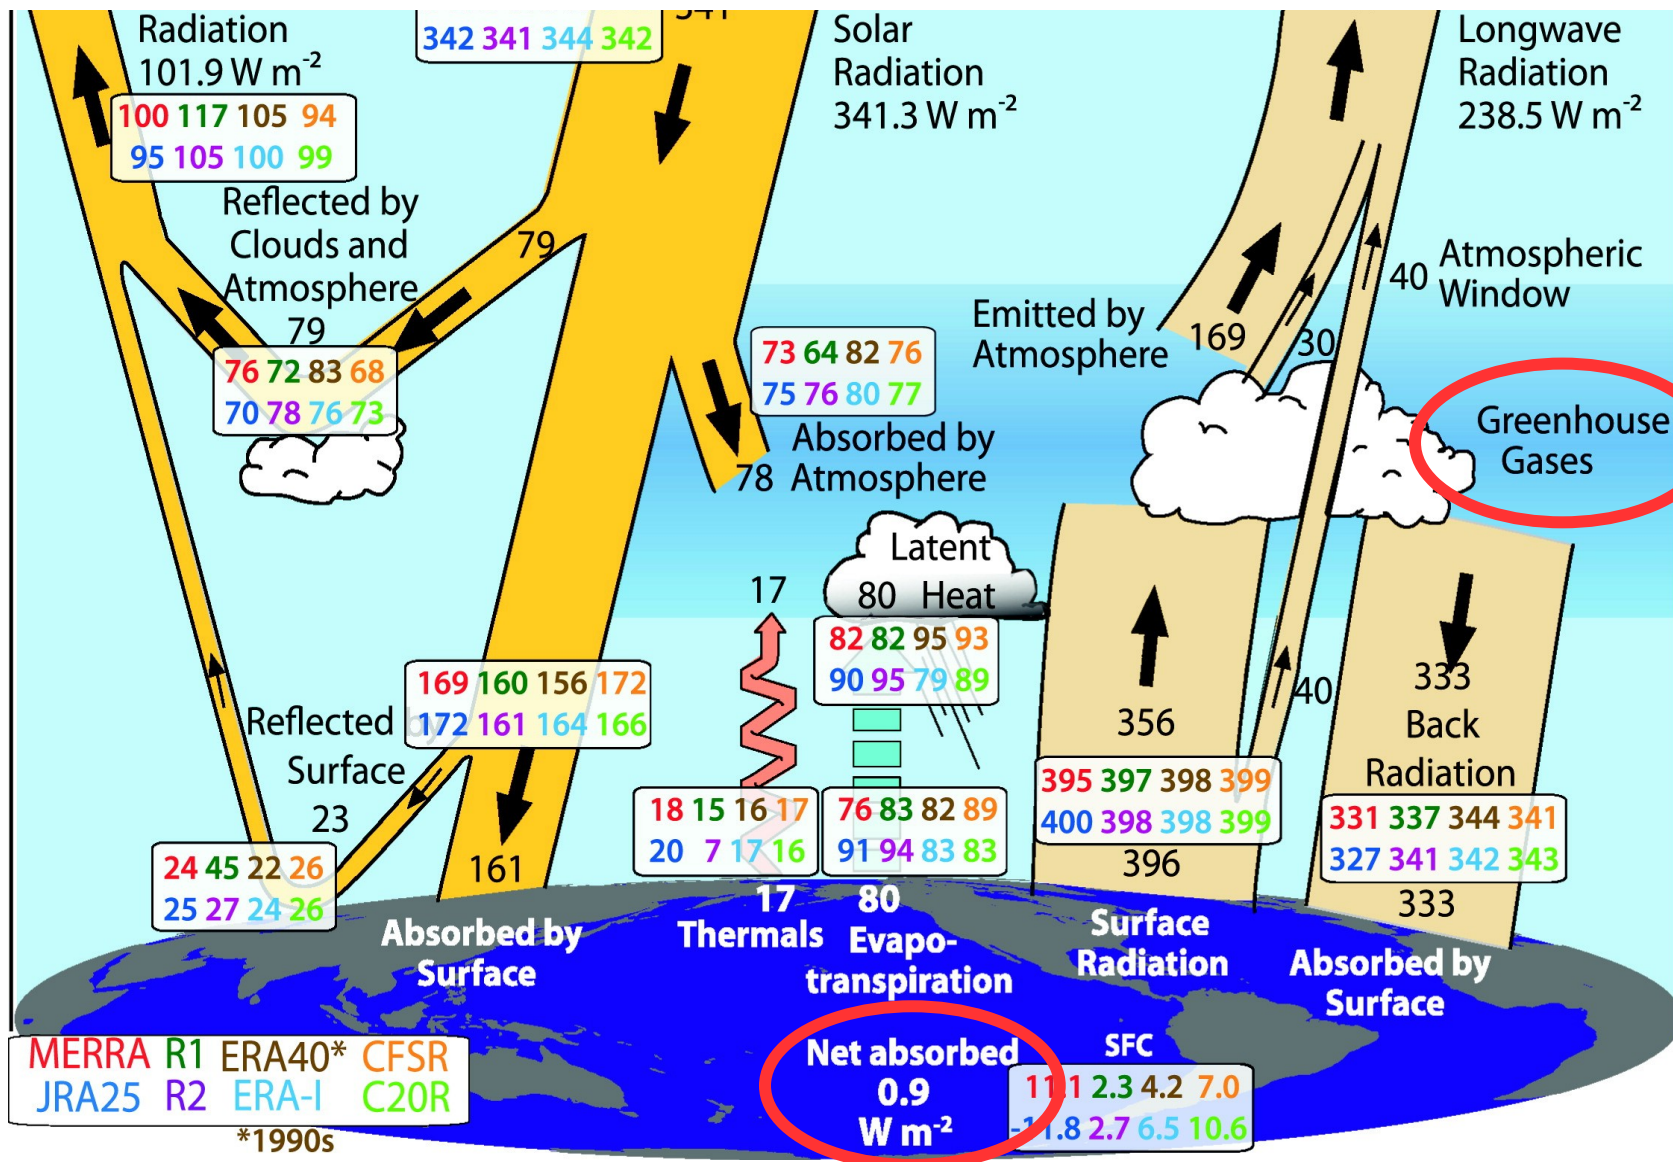 Radiation
101.9 W m⁻²
100 117 105 94
95 105 100 99
342 341 344 342
341
Solar
Radiation
341.3 W m⁻²
Longwave
Radiation
238.5 W m⁻²
Reflected by
Clouds and
Atmosphere
79
79
76 72 83 68
70 78 76 73
73 64 82 76
75 76 80 77
Absorbed by
78 Atmosphere
Emitted by
Atmosphere
169
30
40
Atmospheric
Window
Greenhouse
Gases
17
Latent
80 Heat
82 82 95 93
90 95 79 89
169 160 156 172
172 161 164 166
Reflected by
Surface
23
24 45 22 26
25 27 24 26
161
Absorbed by
Surface
18 15 16 17
20 7 17 16
17
Thermals
76 83 82 89
91 94 83 83
80
Evapo-
transpiration
356
40
395 397 398 399
400 398 398 399
396
Surface
Radiation
333
Back
Radiation
331 337 344 341
327 341 342 343
333
Absorbed by
Surface
MERRA R1 ERA40* CFSR
JRA25 R2 ERA-I C20R
*1990s
Net absorbed
0.9
W m⁻²
SFC
11.1 2.3 4.2 7.0
-11.8 2.7 6.5 10.6